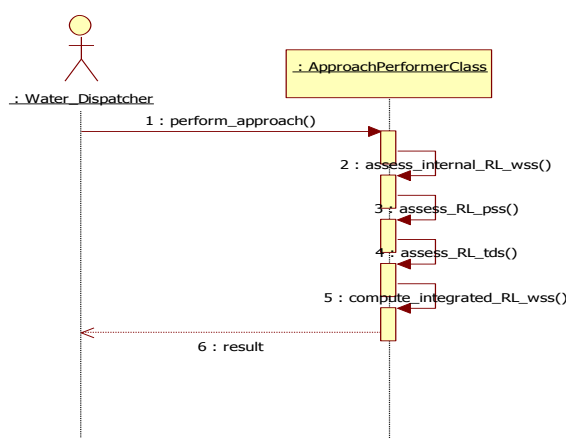 : ApproachPerformerClass
: Water_Dispatcher
1 : perform_approach()
2 : assess_internal_RL_wss()
3 : assess_RL_pss()
4 : assess_RL_tds()
5 : compute_integrated_RL_wss()
6 : result